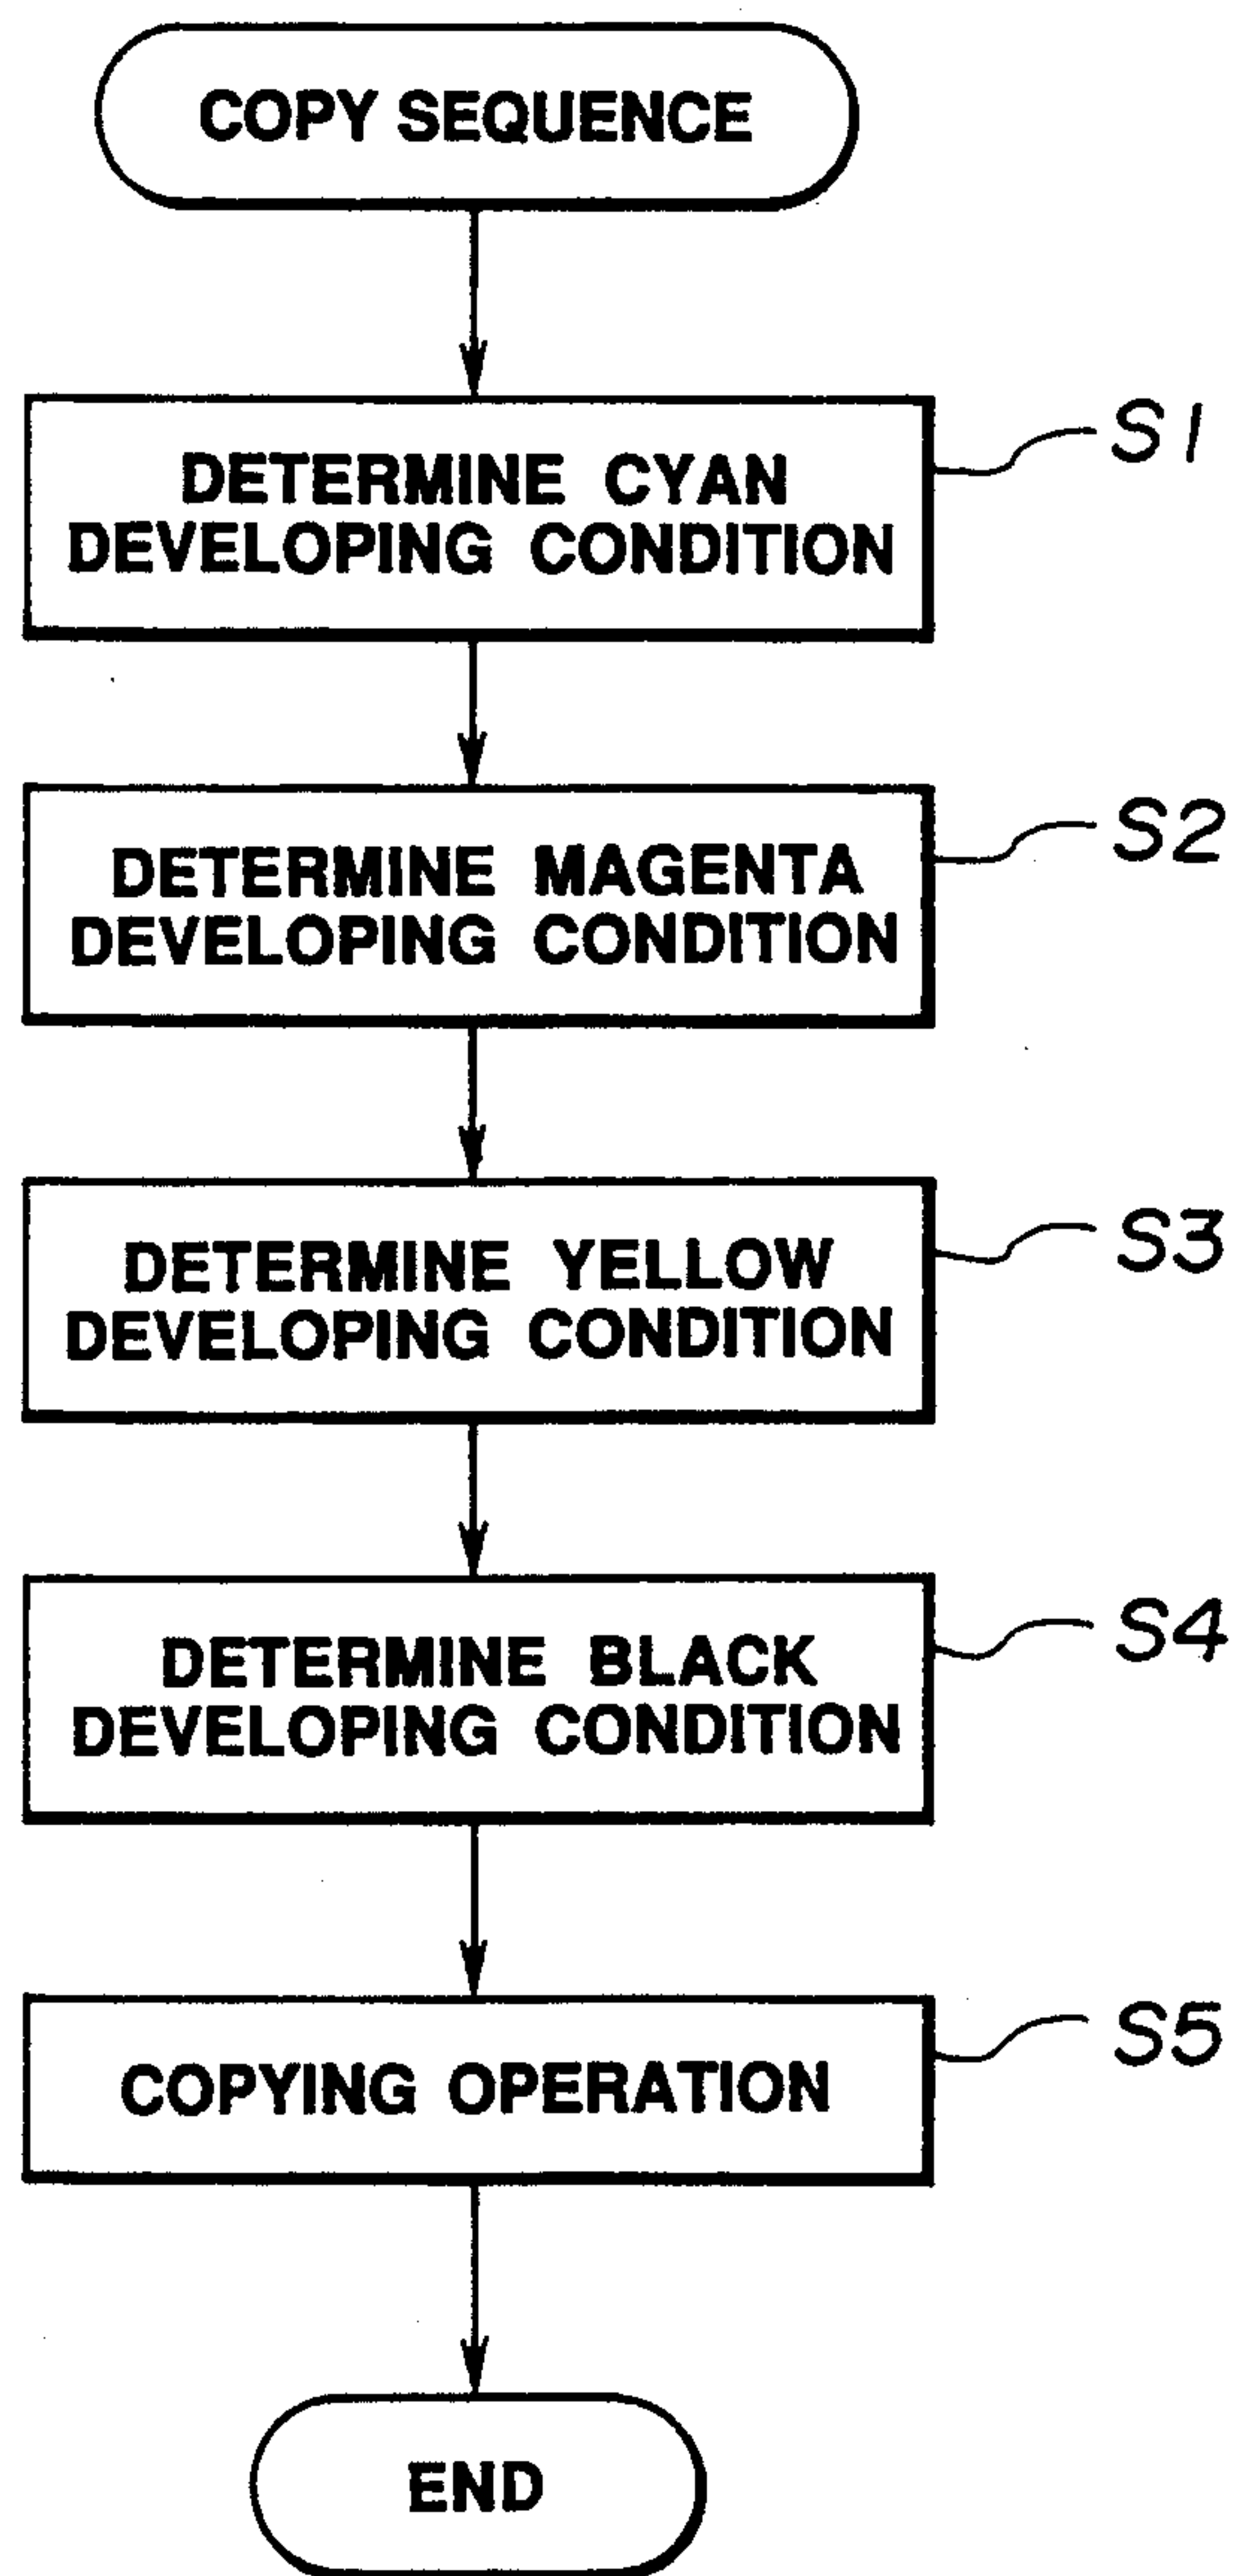 COPY SEQUENCE
DETERMINE CYAN
DEVELOPING CONDITION
S1
DETERMINE MAGENTA
DEVELOPING CONDITION
S2
DETERMINE YELLOW
DEVELOPING CONDITION
S3
DETERMINE BLACK
DEVELOPING CONDITION
S4
COPYING OPERATION
S5
END